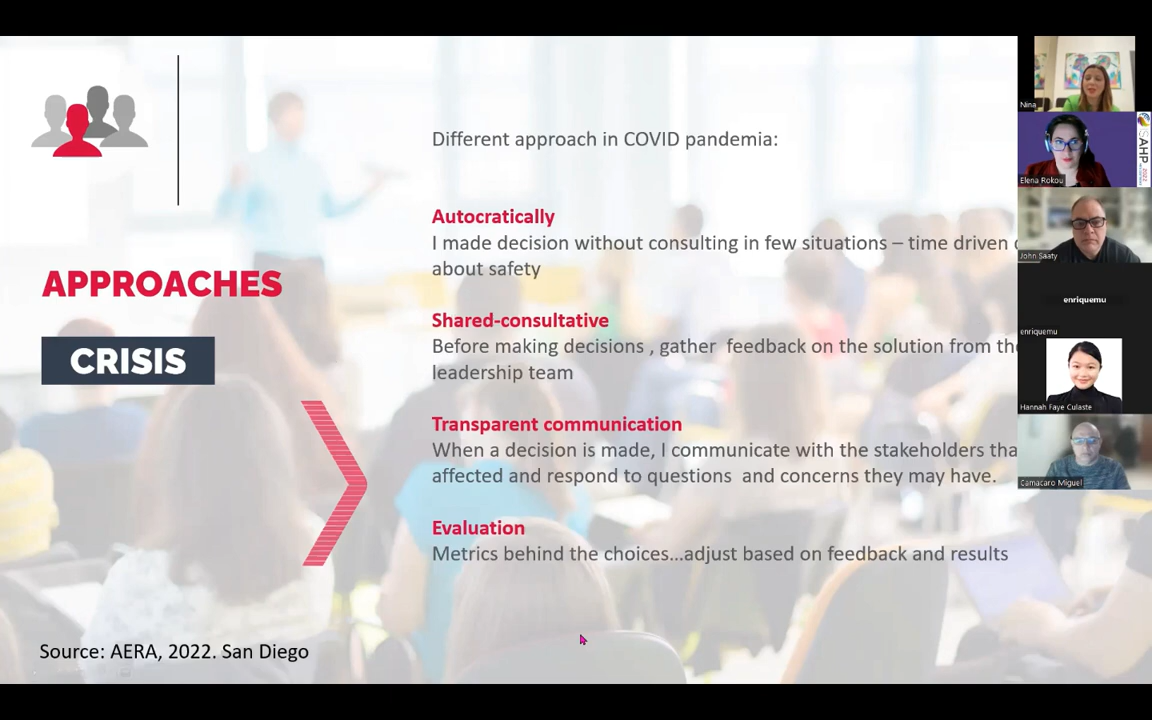 Different approach in COVID pandemia:
Autocratically
I made decision without consulting in few situations – time driven
about safety
Shared-consultative
Before making decisions , gather feedback on the solution from the
leadership team
Transparent communication
When a decision is made, I communicate with the stakeholders
affected and respond to questions and concerns they may have.
Evaluation
Metrics behind the choices...adjust based on feedback and results
APPROACHES
CRISIS
Source: AERA, 2022. San Diego
Nina
Elena Rokou
AHP 2022
John Saaty
enriquemu
enriquemu
Hannah Faye Culaste
Camacaro Miguel